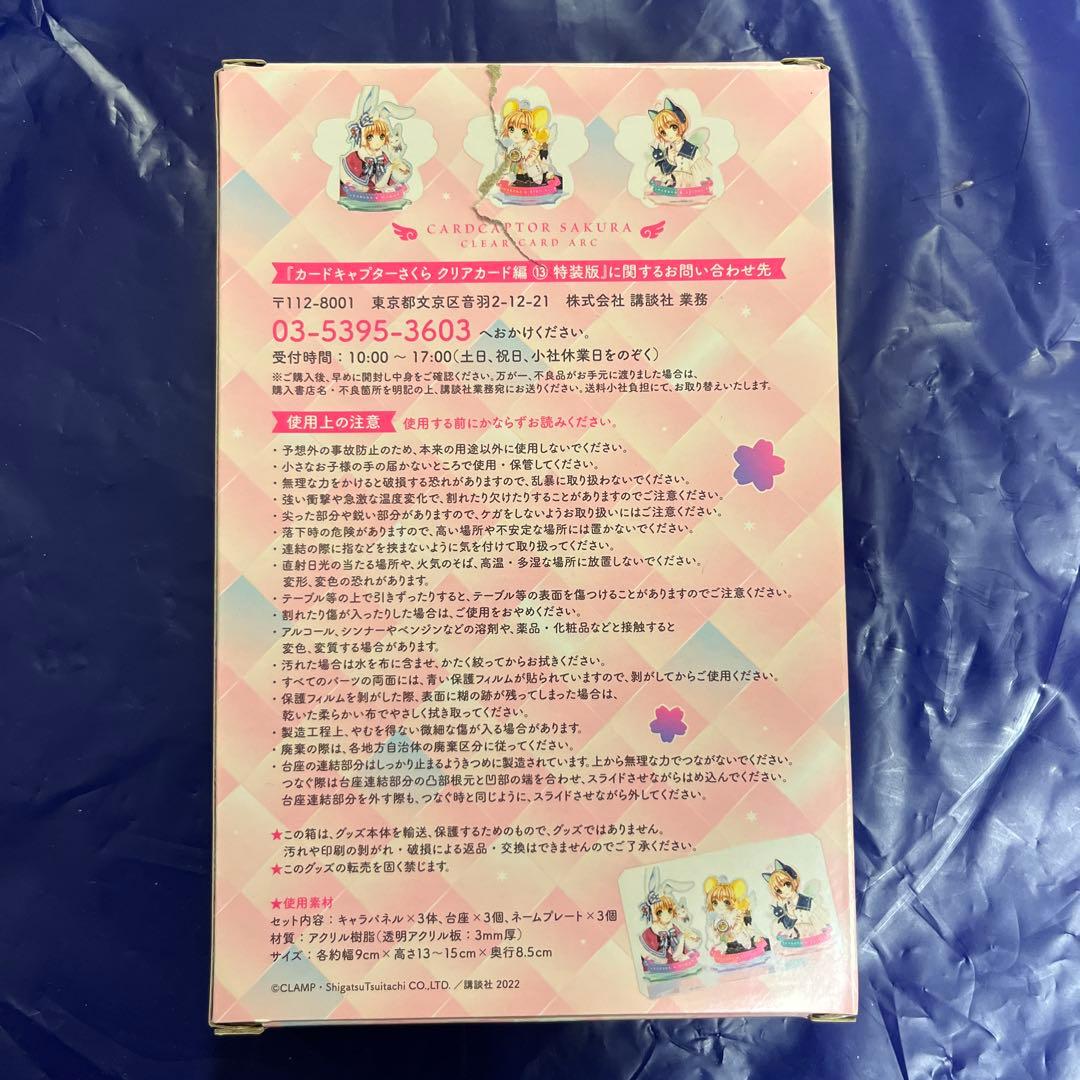 CARDCAPTOR SAKURA
CLEAR CARD ARC
『カードキャプターさくら クリアカード編 ⑬ 特装版』に関するお問い合わせ先
〒112-8001 東京都文京区音羽2-12-21 株式会社 講談社 業務
03-5395-3603 へおかけください。
受付時間：10:00 〜 17:00(土日、祝日、小社休業日をのぞく)
※ご購入後、早めに開封し中身をご確認ください。万が一、不良品がお手元に渡りました場合は、
購入書店名・不良箇所を明記の上、講談社業務宛にお送りください。送料小社負担にて、お取り替えいたします。
使用上の注意 使用する前にかならずお読みください。
・予想外の事故防止のため、本来の用途以外に使用しないでください。
・小さなお子様の手の届かないところで使用・保管してください。
・無理な力をかけると破損する恐れがありますので、乱暴に取り扱わないでください。
・強い衝撃や急激な温度変化で、割れたり欠けたりすることがありますのでご注意ください。
・尖った部分や鋭い部分がありますので、ケガをしないようお取り扱いにはご注意ください。
・落下時の危険がありますので、高い場所や不安定な場所には置かないでください。
・連結の際に指などを挟まないように気を付けて取り扱ってください。
・直射日光の当たる場所や、火気のそば、高温・多湿な場所に放置しないでください。
変形、変色の恐れがあります。
・テーブル等の上で引きずったりすると、テーブル等の表面を傷つけることがありますのでご注意ください。
・割れたり傷が入ったりした場合は、ご使用をおやめください。
・アルコール、シンナーやベンジンなどの溶剤や、薬品・化粧品などと接触すると
変色、変質する場合があります。
・汚れた場合は水を布に含ませ、かたく絞ってからお拭きください。
・すべてのパーツの両面には、青い保護フィルムが貼られていますので、剥がしてからご使用ください。
・保護フィルムを剥がした際、表面に糊の跡が残ってしまった場合は、
乾いた柔らかい布でやさしく拭き取ってください。
・製造工程上、やむを得ない微細な傷が入る場合があります。
・廃棄の際は、各地方自治体の廃棄区分に従ってください。
・台座の連結部分はしっかり止まるようきつめに製造されています。上から無理な力でつながないでください。
つなぐ際は台座連結部分の凸部根元と凹部の端を合わせ、スライドさせながらはめ込んでください。
台座連結部分を外す際も、つなぐ時と同じように、スライドさせながら外してください。
★この箱は、グッズ本体を輸送、保護するためのもので、グッズではありません。
汚れや印刷の剥がれ・破損による返品・交換はできませんのでご了承ください。
★このグッズの転売を固く禁じます。
★使用素材
セット内容：キャラパネル×3体、台座×3個、ネームプレート×3個
材質：アクリル樹脂(透明アクリル板：3mm厚)
サイズ：各約幅9cm×高さ13〜15cm×奥行8.5cm
©CLAMP・ShigatsuTsuitachi CO.,LTD.／講談社 2022